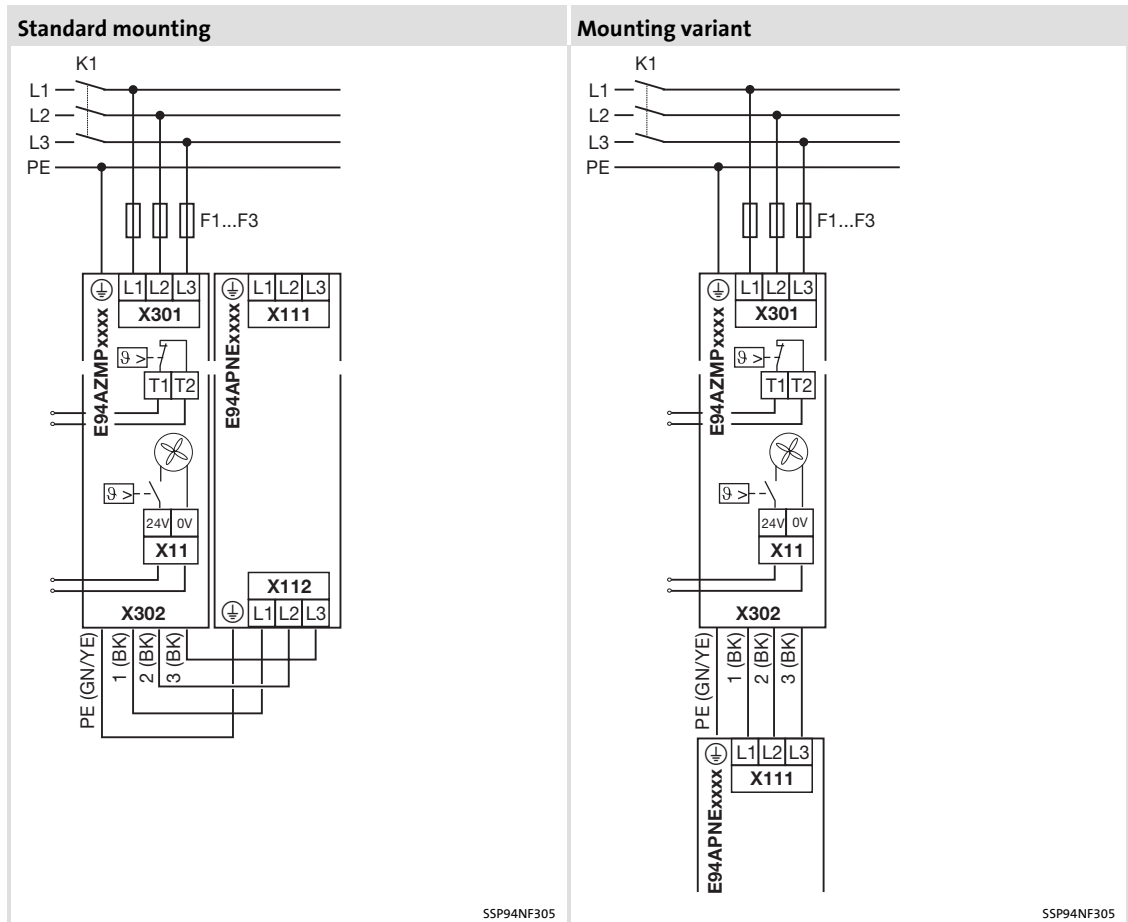 Standard mounting
K1
L1
L2
L3
PE
F1...F3
L1 L2 L3 L1 L2 L3
X301 X111
E94AZMPxxxx
E94APNExxxx
ϑ >
T1 T2
ϑ >
24V 0V
X11
X112
X302
L1 L2 L3
PE (GN/YE)
1 (BK)
2 (BK)
3 (BK)
SSP94NF305
Mounting variant
K1
L1
L2
L3
PE
F1...F3
L1 L2 L3
X301
E94AZMPxxxx
ϑ >
T1 T2
ϑ >
24V 0V
X11
X302
PE (GN/YE)
1 (BK)
2 (BK)
3 (BK)
L1 L2 L3
X111
E94APNExxxx
SSP94NF305